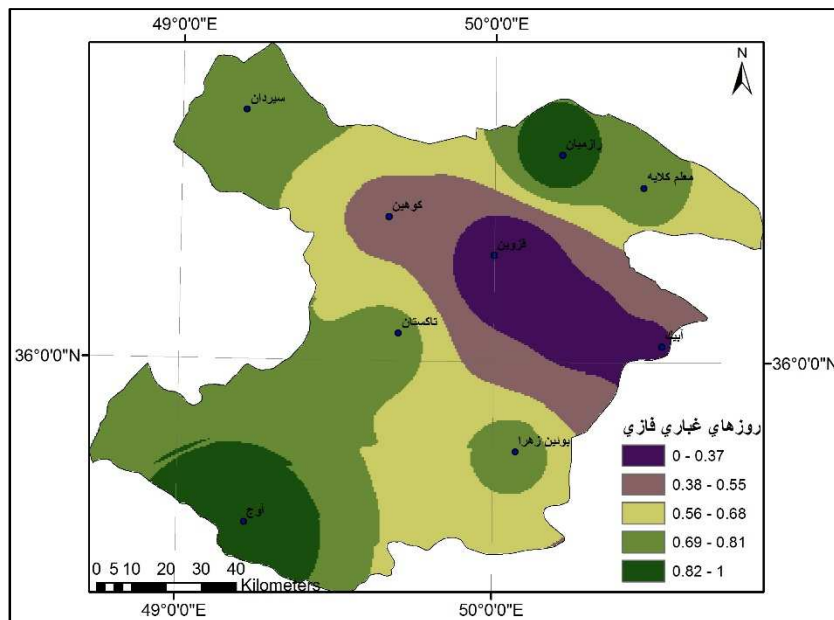 49°0'0"E 50°0'0"E
N
سیردان
رازمیان
معلم کلایه
کوهین
قزوین
تاکستان
آبیک
36°0'0"N 36°0'0"N
بوئین زهرا
آوج
روزهاي غباري فازي
0 - 0.37
0.38 - 0.55
0.56 - 0.68
0.69 - 0.81
0.82 - 1
0 5 10 20 30 40
Kilometers
49°0'0"E 50°0'0"E